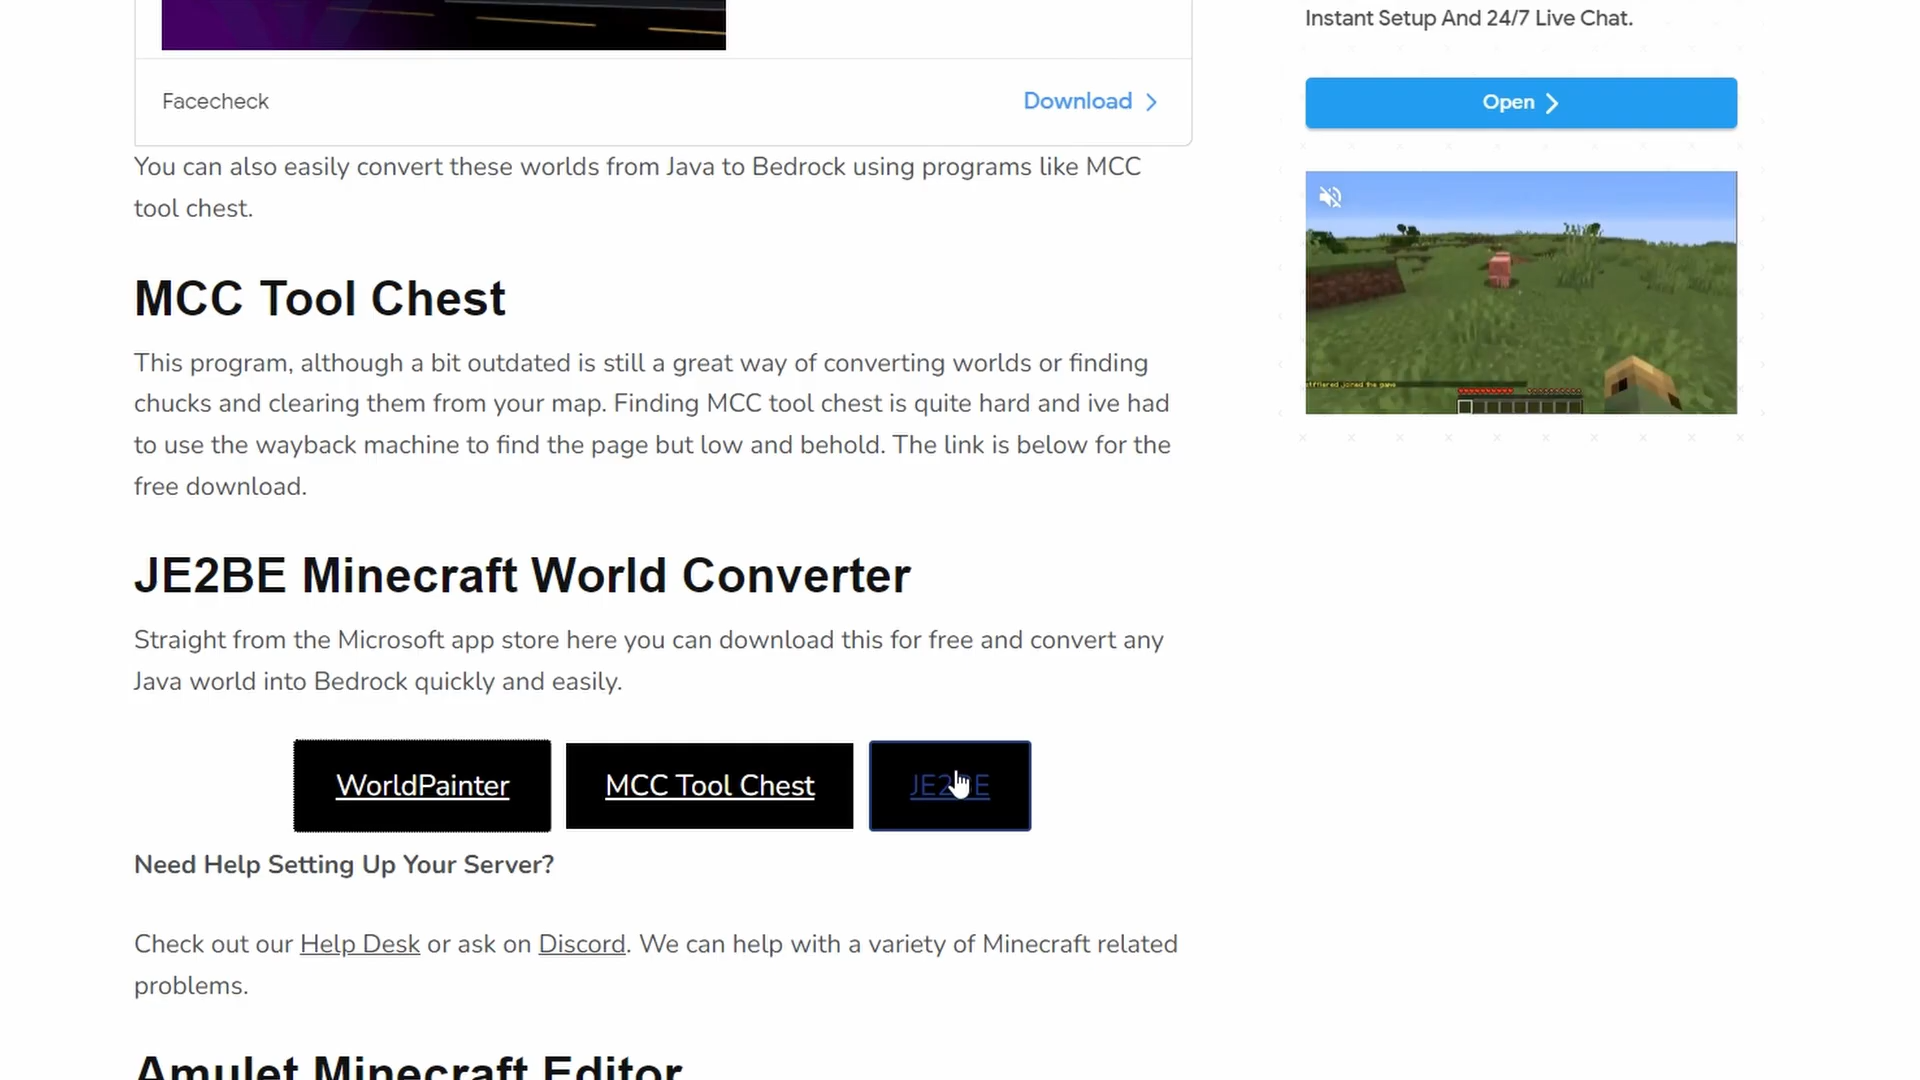 Instant Setup And 24/7 Live Chat.
Open
Facecheck
Download
You can also easily convert these worlds from Java to Bedrock using programs like MCC
tool chest.
MCC Tool Chest
This program, although a bit outdated is still a great way of converting worlds or finding
chucks and clearing them from your map. Finding MCC tool chest is quite hard and ive had
to use the wayback machine to find the page but low and behold. The link is below for the
free download.
JE2BE Minecraft World Converter
Straight from the Microsoft app store here you can download this for free and convert any
Java world into Bedrock quickly and easily.
WorldPainter
MCC Tool Chest
JE2BE
Need Help Setting Up Your Server?
Check out our Help Desk or ask on Discord. We can help with a variety of Minecraft related
problems.
Amulet Minecraft Editor
joined the game